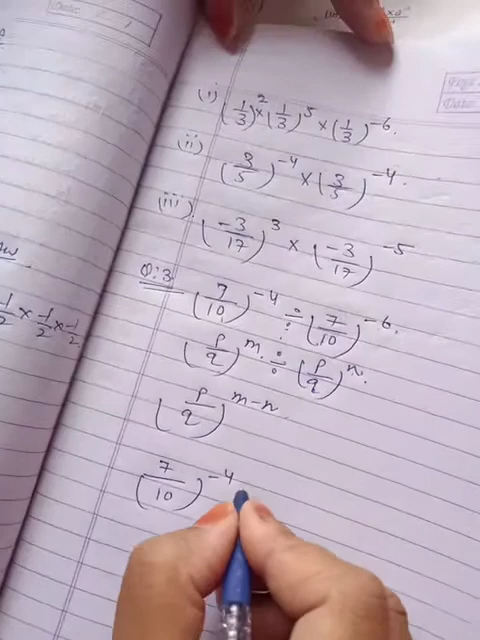 (i) (1/3)^2 × (1/3)^5 × (1/3)^-6.
(ii) (3/5)^-4 × (3/5)^-4.
(iii) (-3/17)^3 × (-3/17)^-5
Q:3 (7/10)^-4 ÷ (7/10)^-6.
(p/q)^m ÷ (p/q)^n.
(p/q)^m-n
(7/10)^-4
1/2 × 1/2 × 1/2